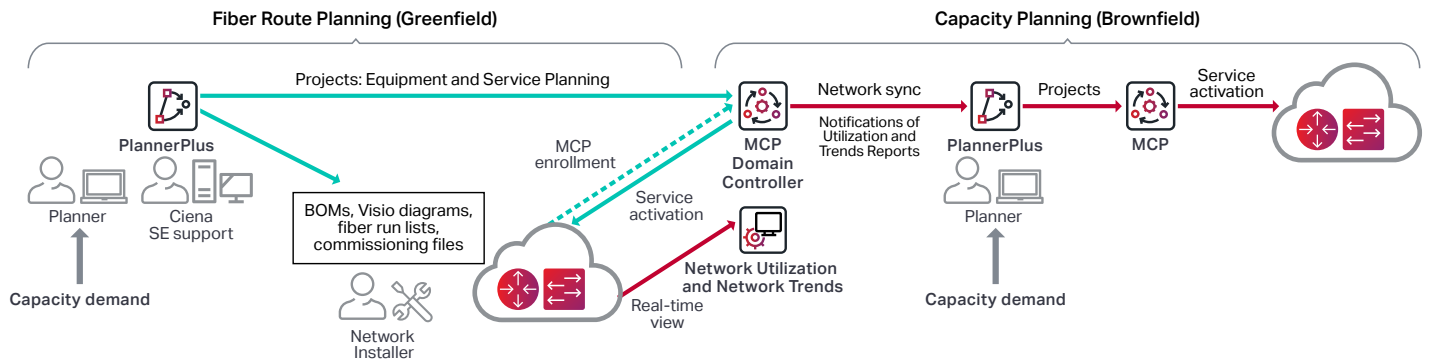 Fiber Route Planning (Greenfield)
Capacity Planning (Brownfield)
Projects: Equipment and Service Planning
PlannerPlus
Planner
Ciena
SE support
Capacity demand
BOMs, Visio diagrams,
fiber run lists,
commissioning files
Network
Installer
MCP
enrollment
Service
activation
MCP
Domain
Controller
Real-time
view
Network Utilization
and Network Trends
Network sync
Notifications of
Utilization and
Trends Reports
PlannerPlus
Planner
Capacity demand
Projects
MCP
Service
activation